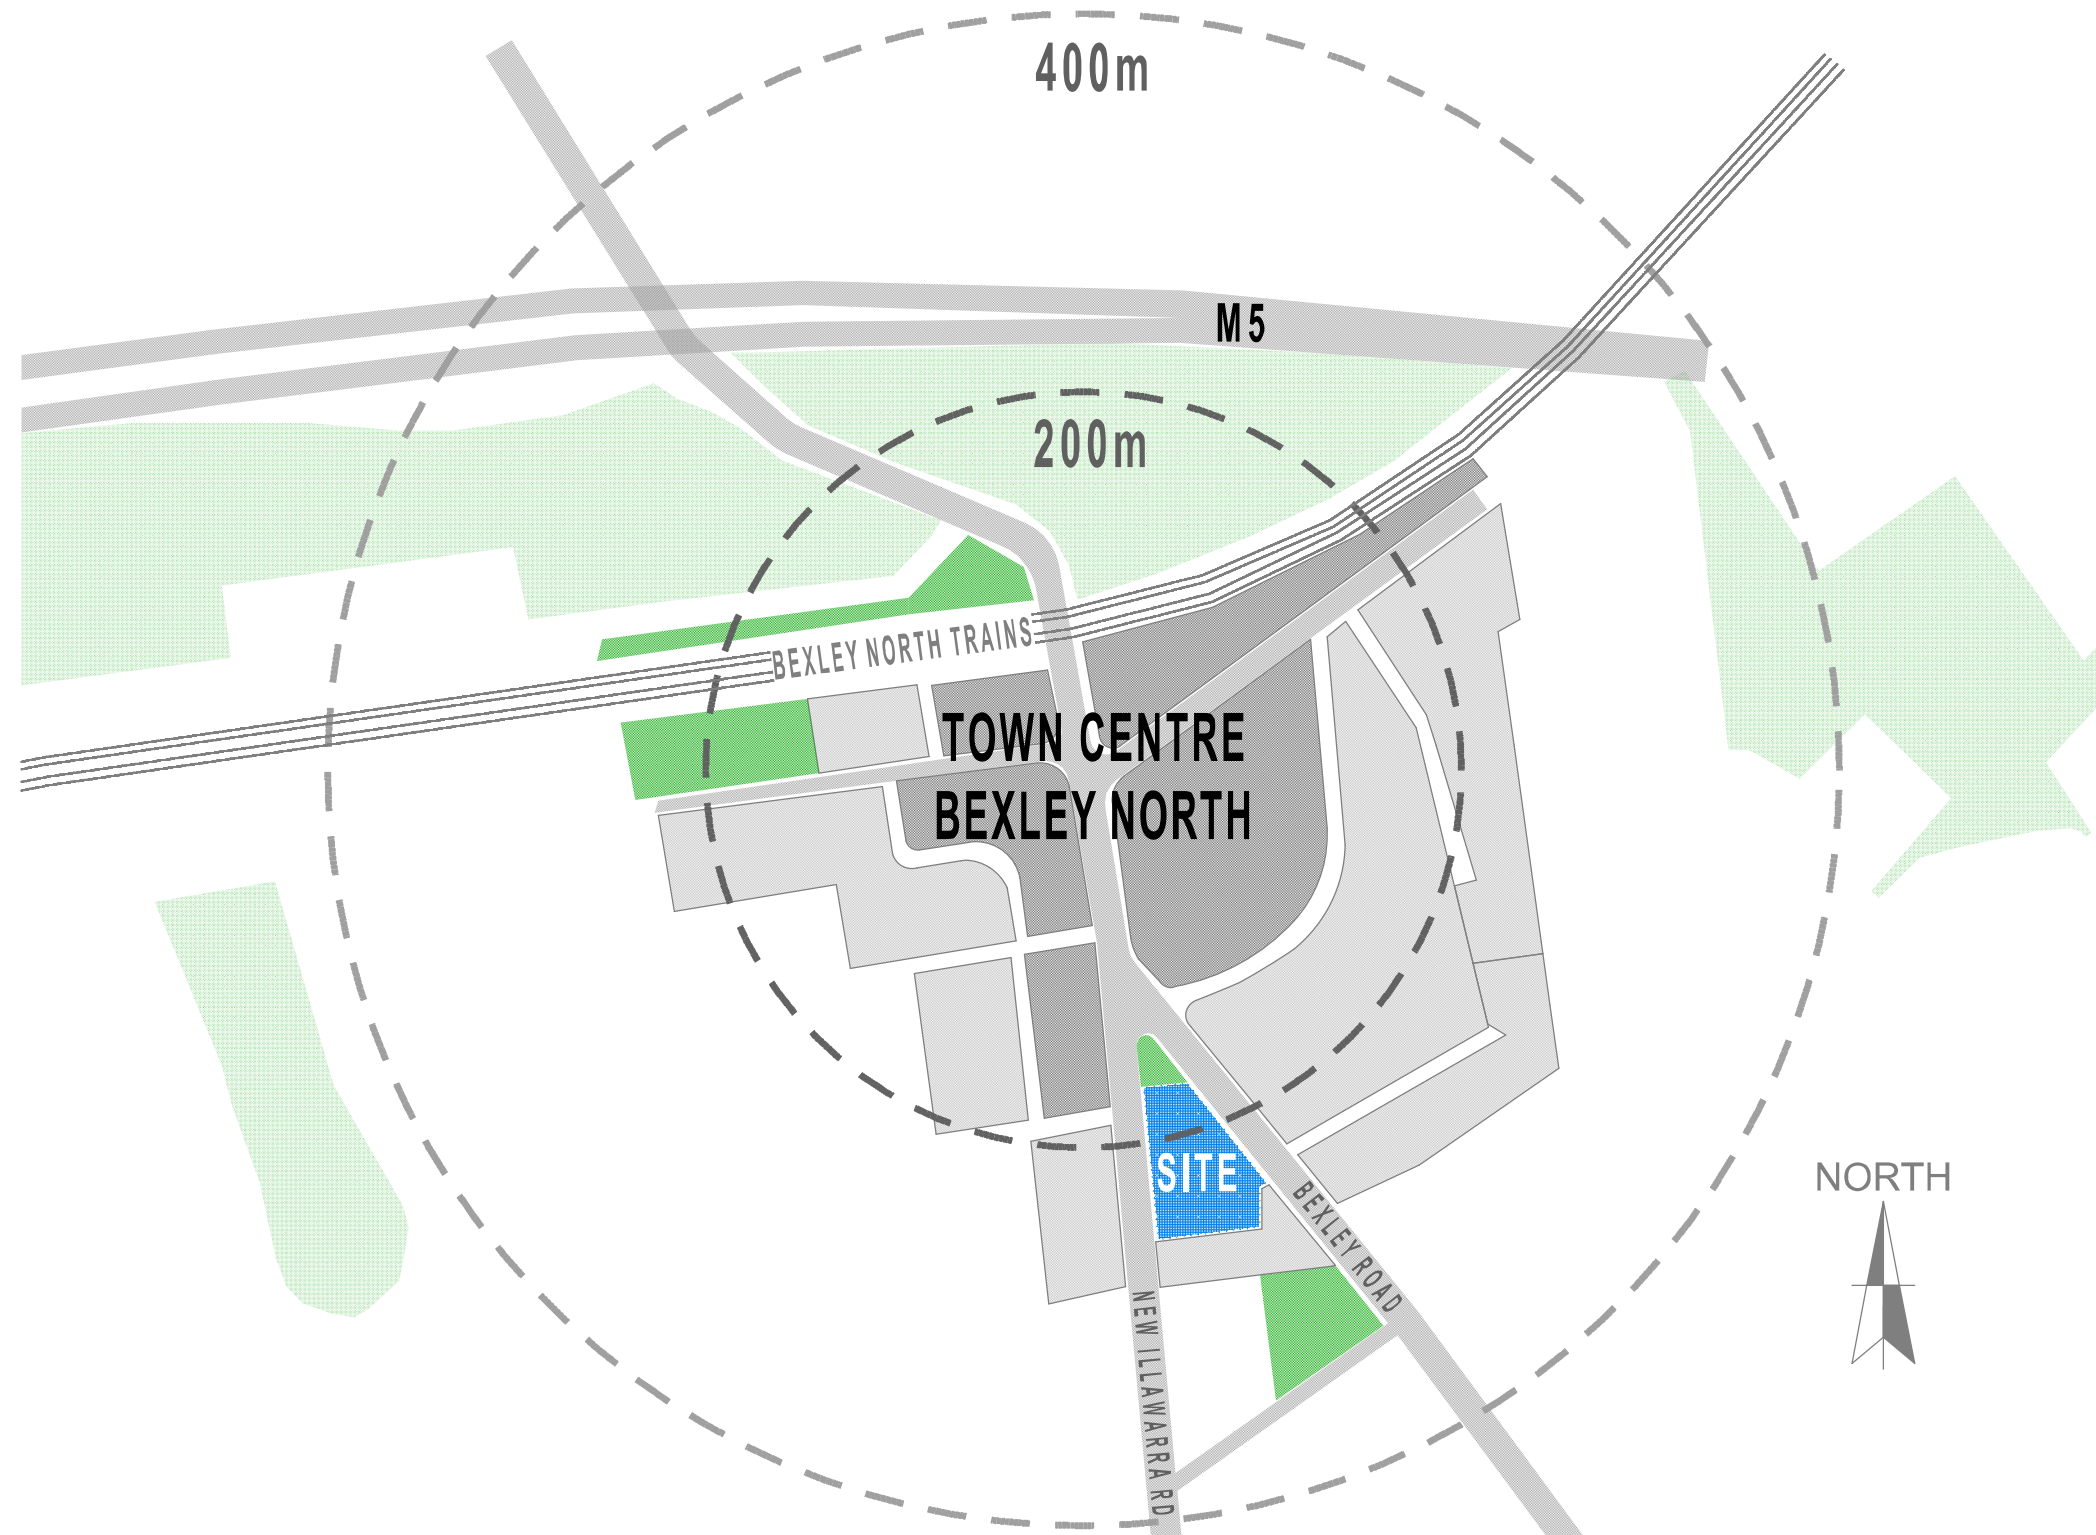 400m
M5
200m
BEXLEY NORTH TRAINS
TOWN CENTRE
BEXLEY NORTH
SITE
NORTH
BEXLEY ROAD
NEW ILLAWARRA RD